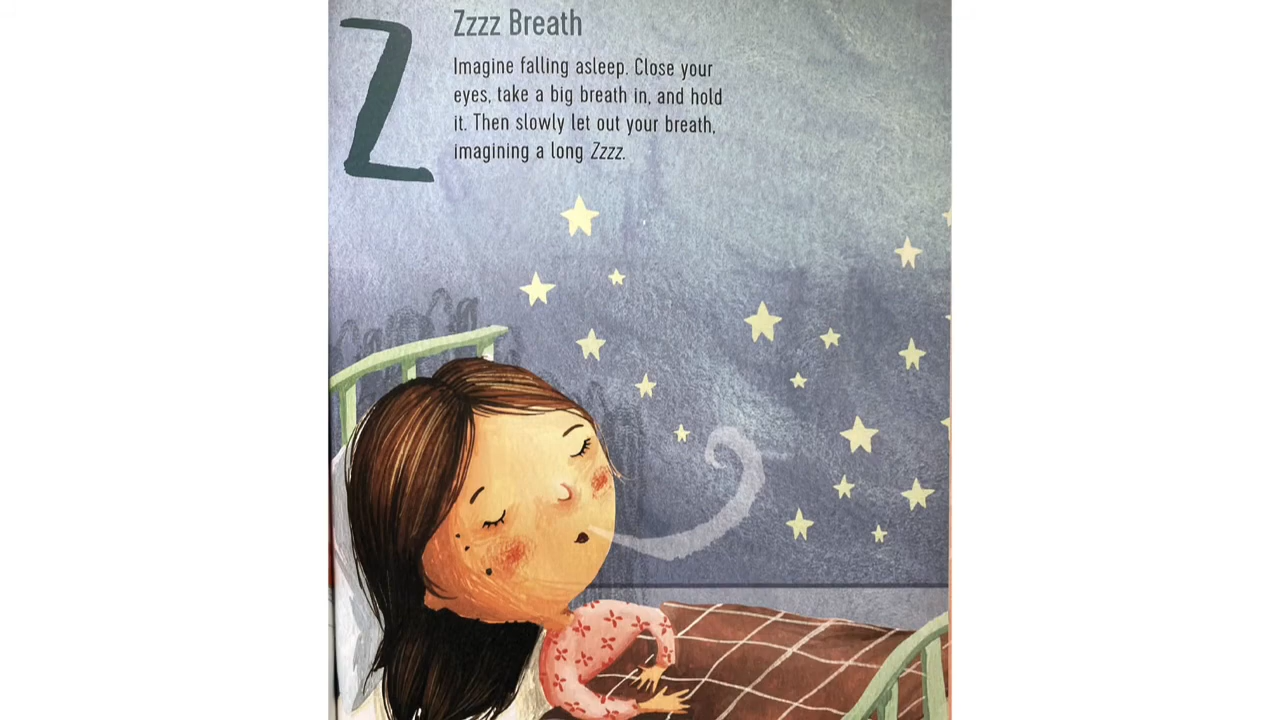 Z
Zzzz Breath
Imagine falling asleep. Close your
eyes, take a big breath in, and hold
it. Then slowly let out your breath,
imagining a long Zzzz.